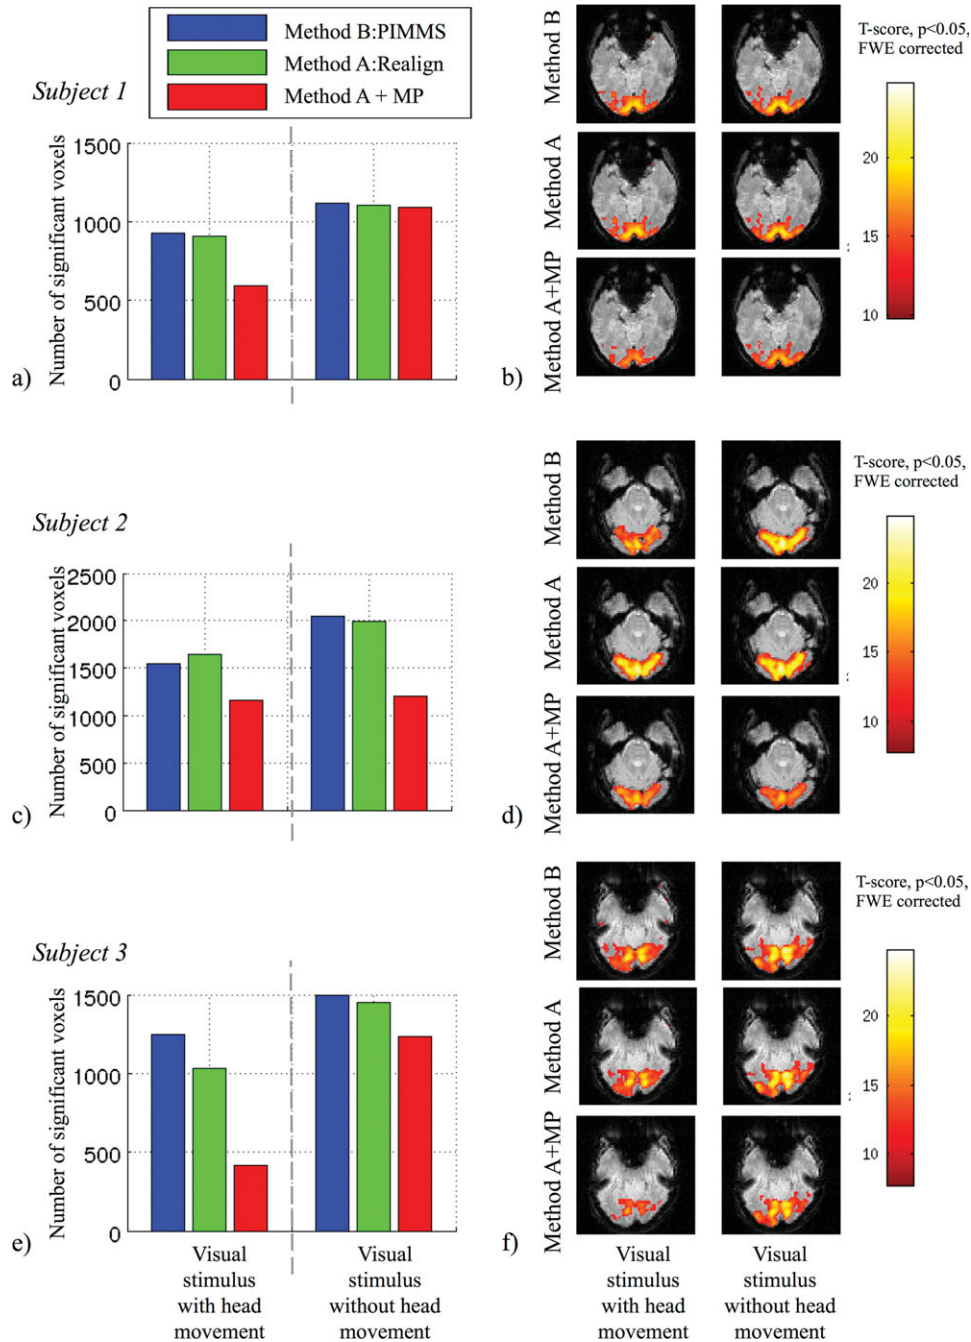 Method B:PIMMS
Method A:Realign
Method A + MP
Subject 1
Number of significant voxels
1500
1000
500
0
a)
Method B
Method A
Method A+MP
T-score, p<0.05,
FWE corrected
20
15
10
b)
Subject 2
Number of significant voxels
2500
2000
1500
1000
500
0
c)
Method B
Method A
Method A+MP
T-score, p<0.05,
FWE corrected
20
15
10
d)
Subject 3
Number of significant voxels
1500
1000
500
0
e)
Visual
stimulus
with head
movement
Visual
stimulus
without head
movement
Method B
Method A
Method A+MP
T-score, p<0.05,
FWE corrected
20
15
10
f)
Visual
stimulus
with head
movement
Visual
stimulus
without head
movement